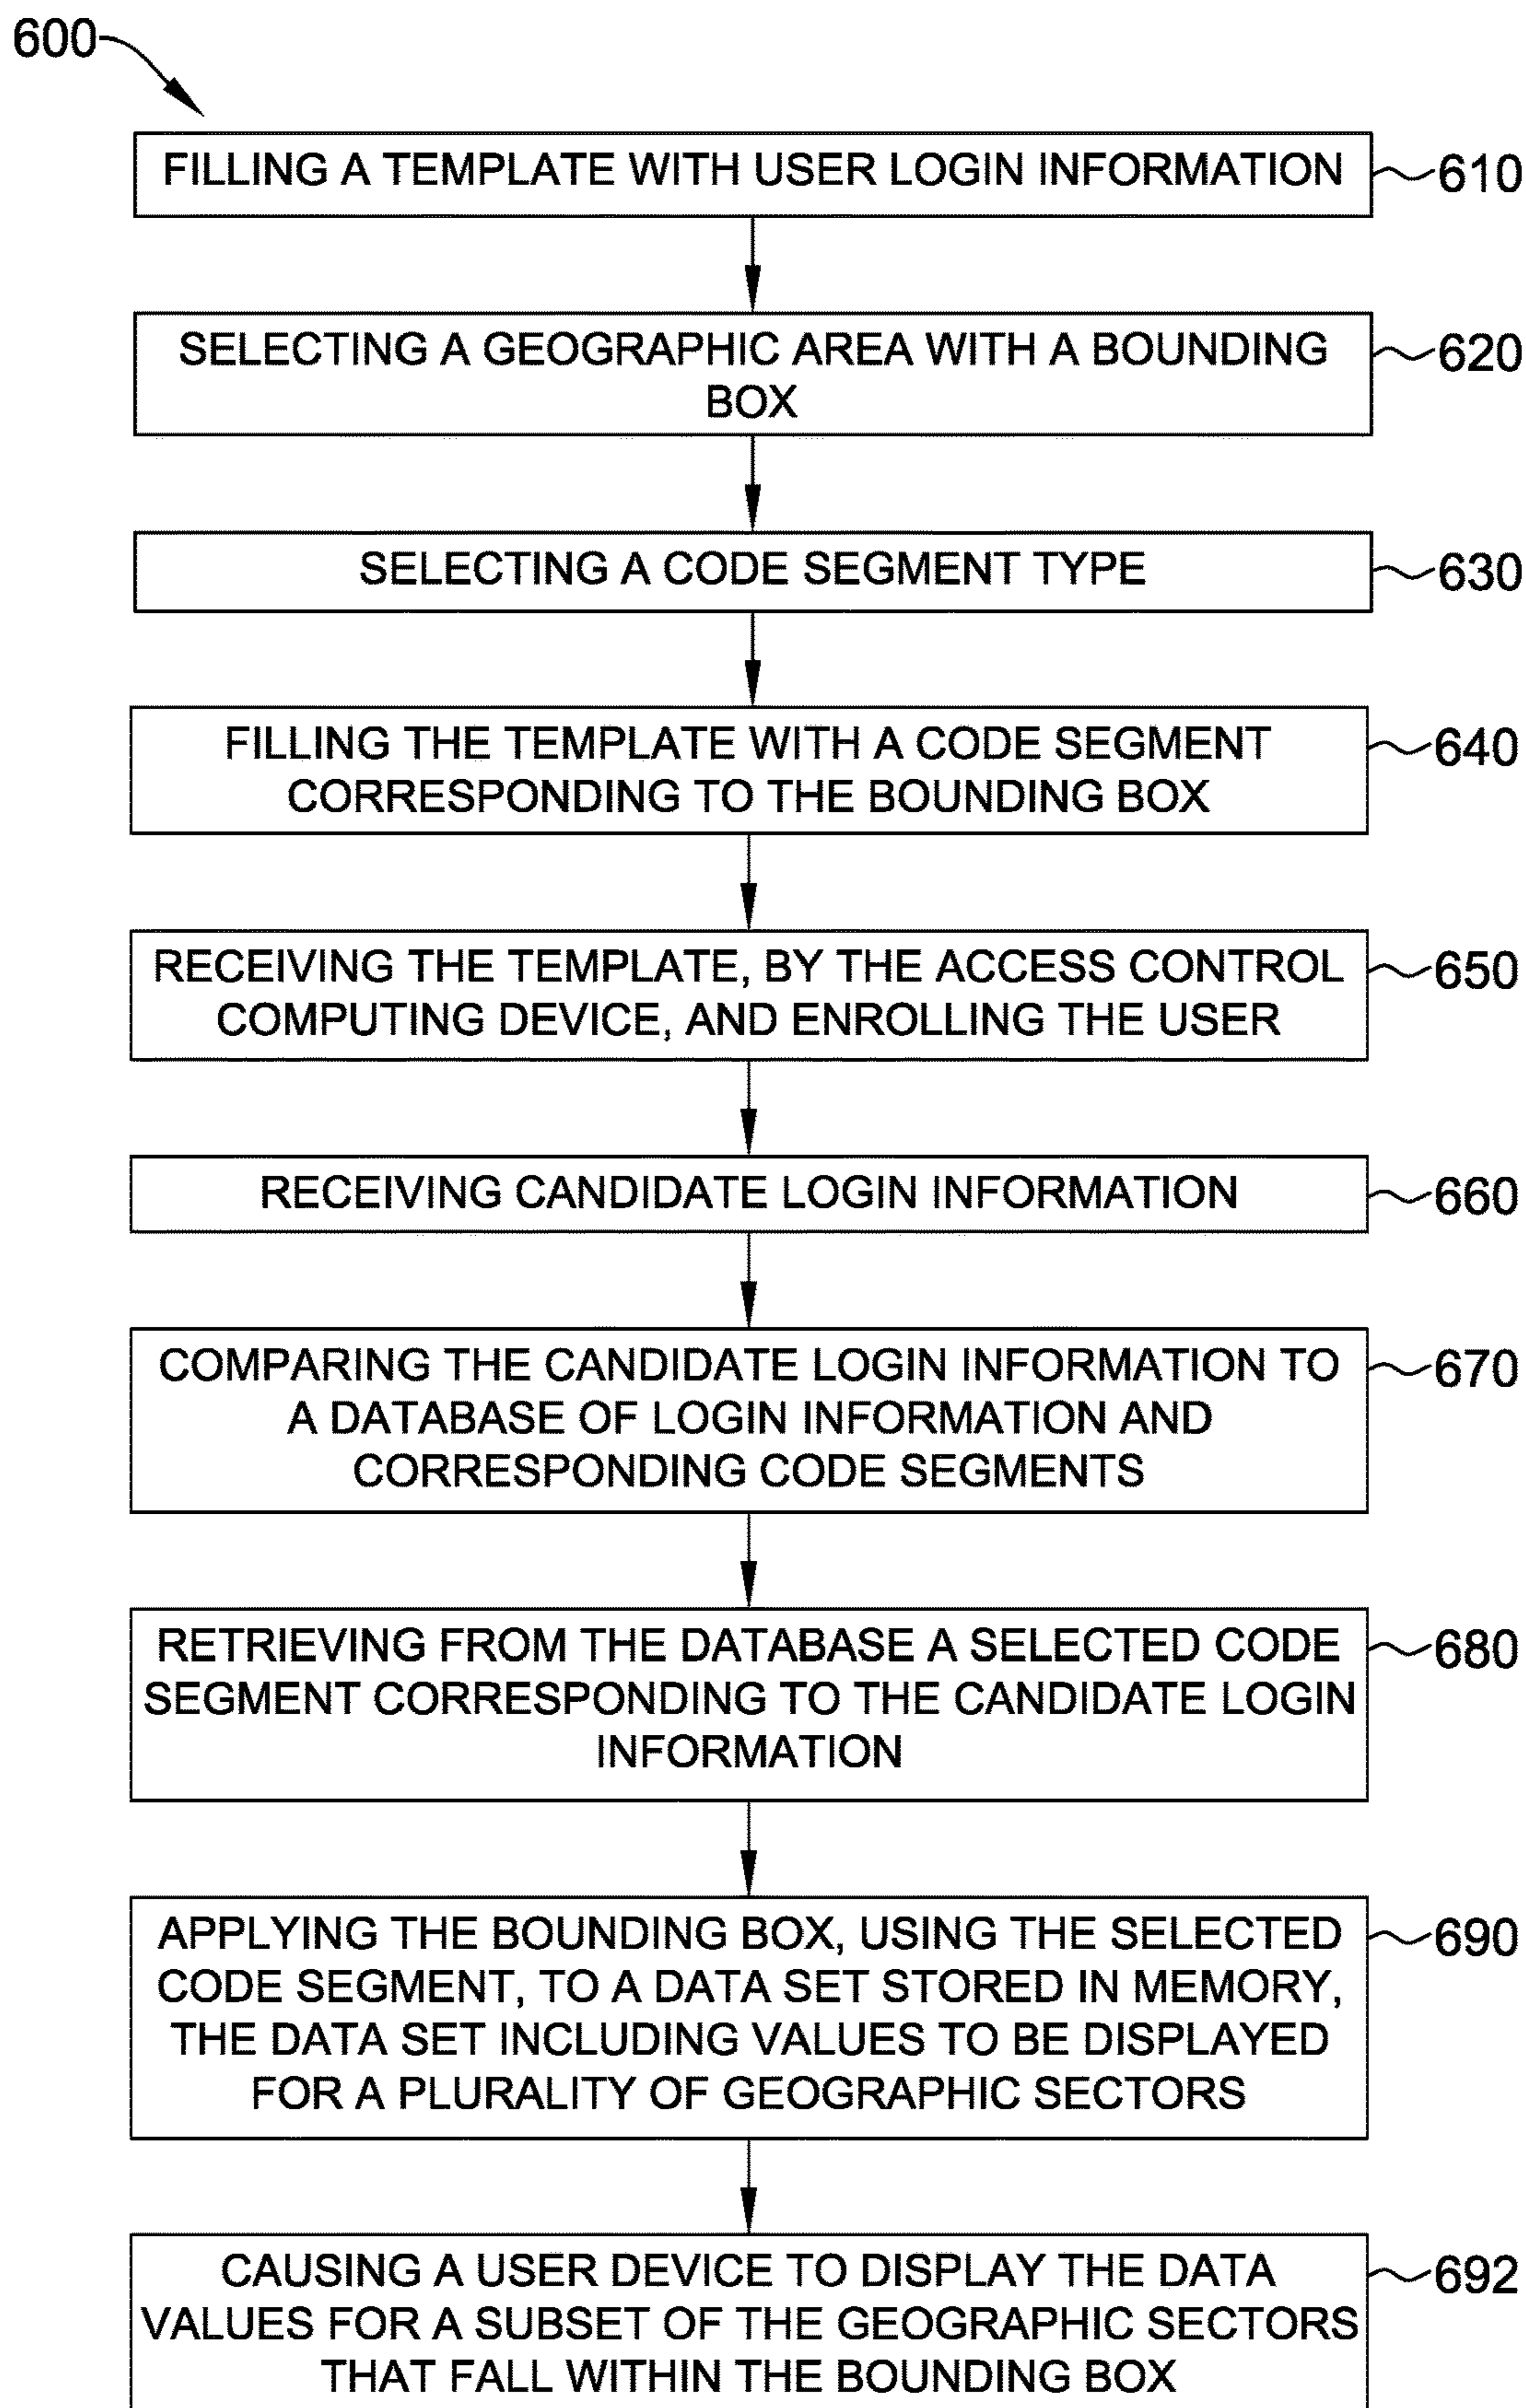 600
FILLING A TEMPLATE WITH USER LOGIN INFORMATION
610
SELECTING A GEOGRAPHIC AREA WITH A BOUNDING
BOX
620
SELECTING A CODE SEGMENT TYPE
630
FILLING THE TEMPLATE WITH A CODE SEGMENT
CORRESPONDING TO THE BOUNDING BOX
640
RECEIVING THE TEMPLATE, BY THE ACCESS CONTROL
COMPUTING DEVICE, AND ENROLLING THE USER
650
RECEIVING CANDIDATE LOGIN INFORMATION
660
COMPARING THE CANDIDATE LOGIN INFORMATION TO
A DATABASE OF LOGIN INFORMATION AND
CORRESPONDING CODE SEGMENTS
670
RETRIEVING FROM THE DATABASE A SELECTED CODE
SEGMENT CORRESPONDING TO THE CANDIDATE LOGIN
INFORMATION
680
APPLYING THE BOUNDING BOX, USING THE SELECTED
CODE SEGMENT, TO A DATA SET STORED IN MEMORY,
THE DATA SET INCLUDING VALUES TO BE DISPLAYED
FOR A PLURALITY OF GEOGRAPHIC SECTORS
690
CAUSING A USER DEVICE TO DISPLAY THE DATA
VALUES FOR A SUBSET OF THE GEOGRAPHIC SECTORS
THAT FALL WITHIN THE BOUNDING BOX
692